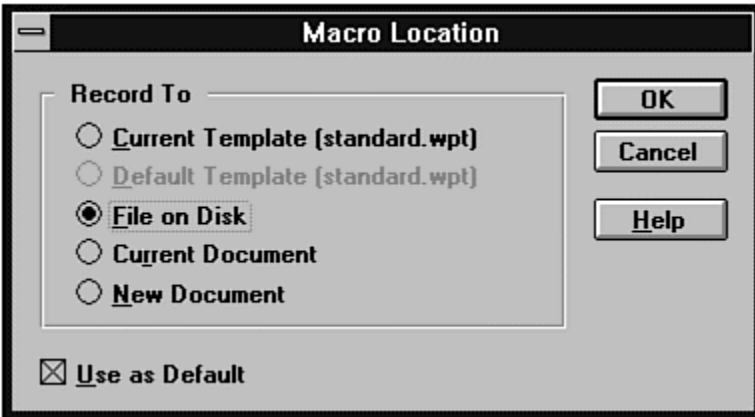 Macro Location
Record To
Current Template (standard.wpt)
Default Template (standard.wpt)
File on Disk
Current Document
New Document
Use as Default
OK
Cancel
Help